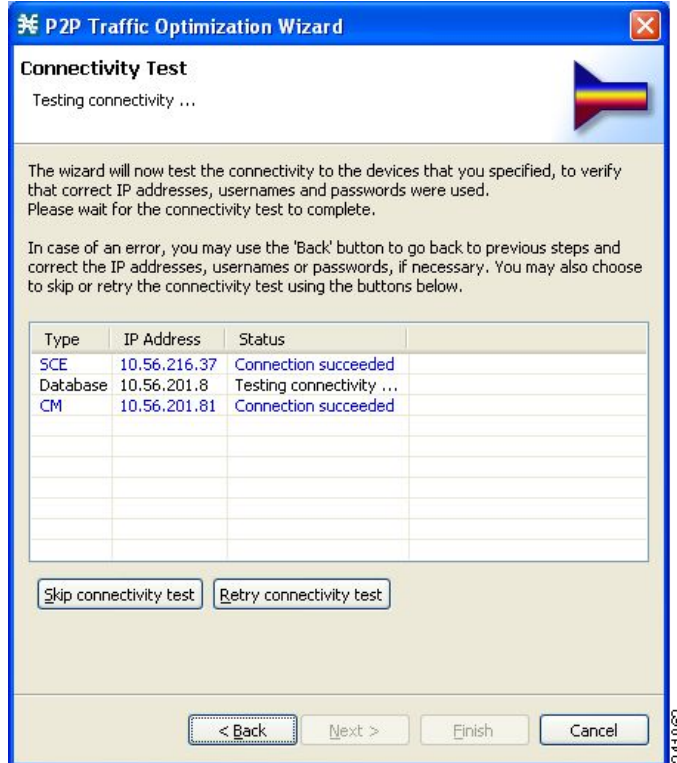 P2P Traffic Optimization Wizard
Connectivity Test
Testing connectivity ...
The wizard will now test the connectivity to the devices that you specified, to verify
that correct IP addresses, usernames and passwords were used.
Please wait for the connectivity test to complete.
In case of an error, you may use the 'Back' button to go back to previous steps and
correct the IP addresses, usernames or passwords, if necessary. You may also choose
to skip or retry the connectivity test using the buttons below.
Type IP Address Status
SCE 10.56.216.37 Connection succeeded
Database 10.56.201.8 Testing connectivity ...
CM 10.56.201.81 Connection succeeded
Skip connectivity test Retry connectivity test
< Back Next > Finish Cancel